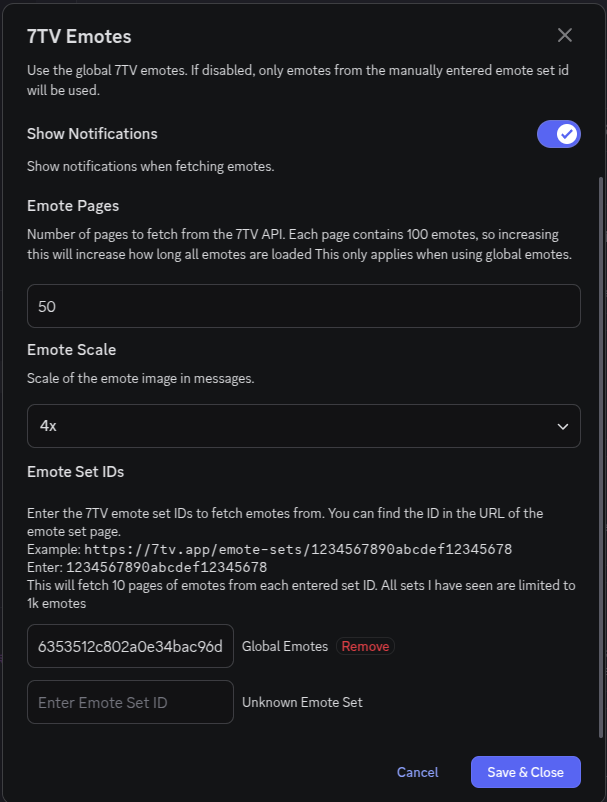 7TV Emotes
Use the global 7TV emotes. If disabled, only emotes from the manually entered emote set id
will be used.
Show Notifications
Show notifications when fetching emotes.
Emote Pages
Number of pages to fetch from the 7TV API. Each page contains 100 emotes, so increasing
this will increase how long all emotes are loaded This only applies when using global emotes.
50
Emote Scale
Scale of the emote image in messages.
4x
Emote Set IDs
Enter the 7TV emote set IDs to fetch emotes from. You can find the ID in the URL of the
emote set page.
Example: https://7tv.app/emote-sets/1234567890abcdef12345678
Enter: 1234567890abcdef12345678
This will fetch 10 pages of emotes from each entered set ID. All sets I have seen are limited to
1k emotes
6353512c802a0e34bac96d Global Emotes Remove
Enter Emote Set ID Unknown Emote Set
Cancel Save & Close